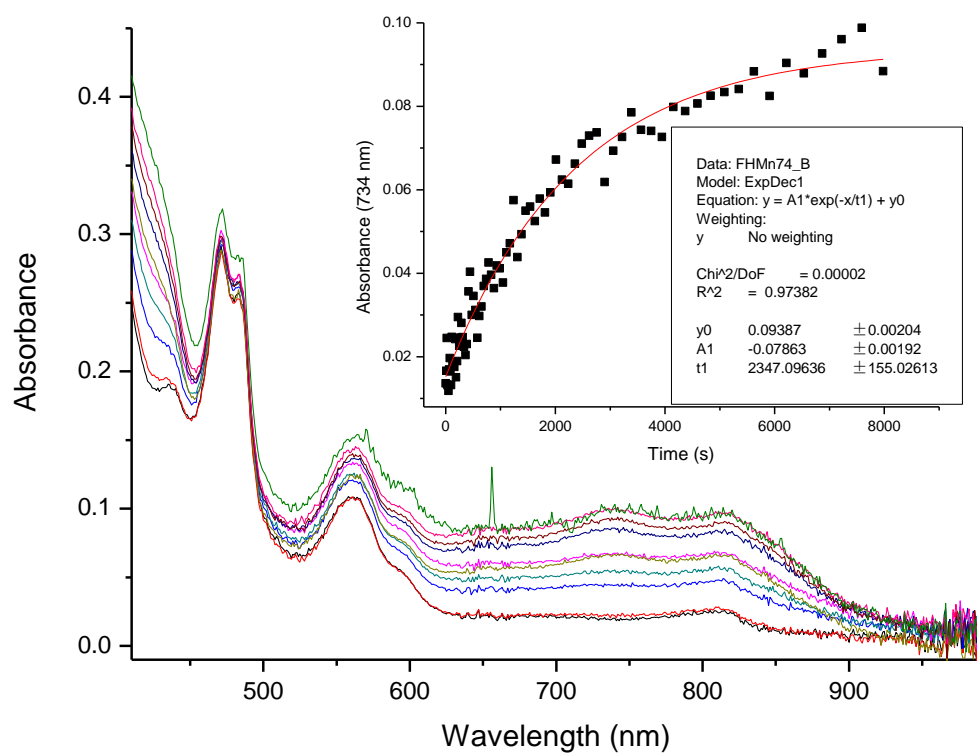 0.10
0.08
0.06
0.04
0.02
0 2000 4000 6000 8000
Absorbance (734 nm)
Time (s)
Data: FHMn74_B
Model: ExpDec1
Equation: y = A1*exp(-x/t1) + y0
Weighting:
y No weighting
Chi^2/DoF = 0.00002
R^2 = 0.97382
y0 0.09387 ±0.00204
A1 -0.07863 ±0.00192
t1 2347.09636 ±155.02613
0.4
0.3
0.2
0.1
0.0
Absorbance
500 600 700 800 900
Wavelength (nm)